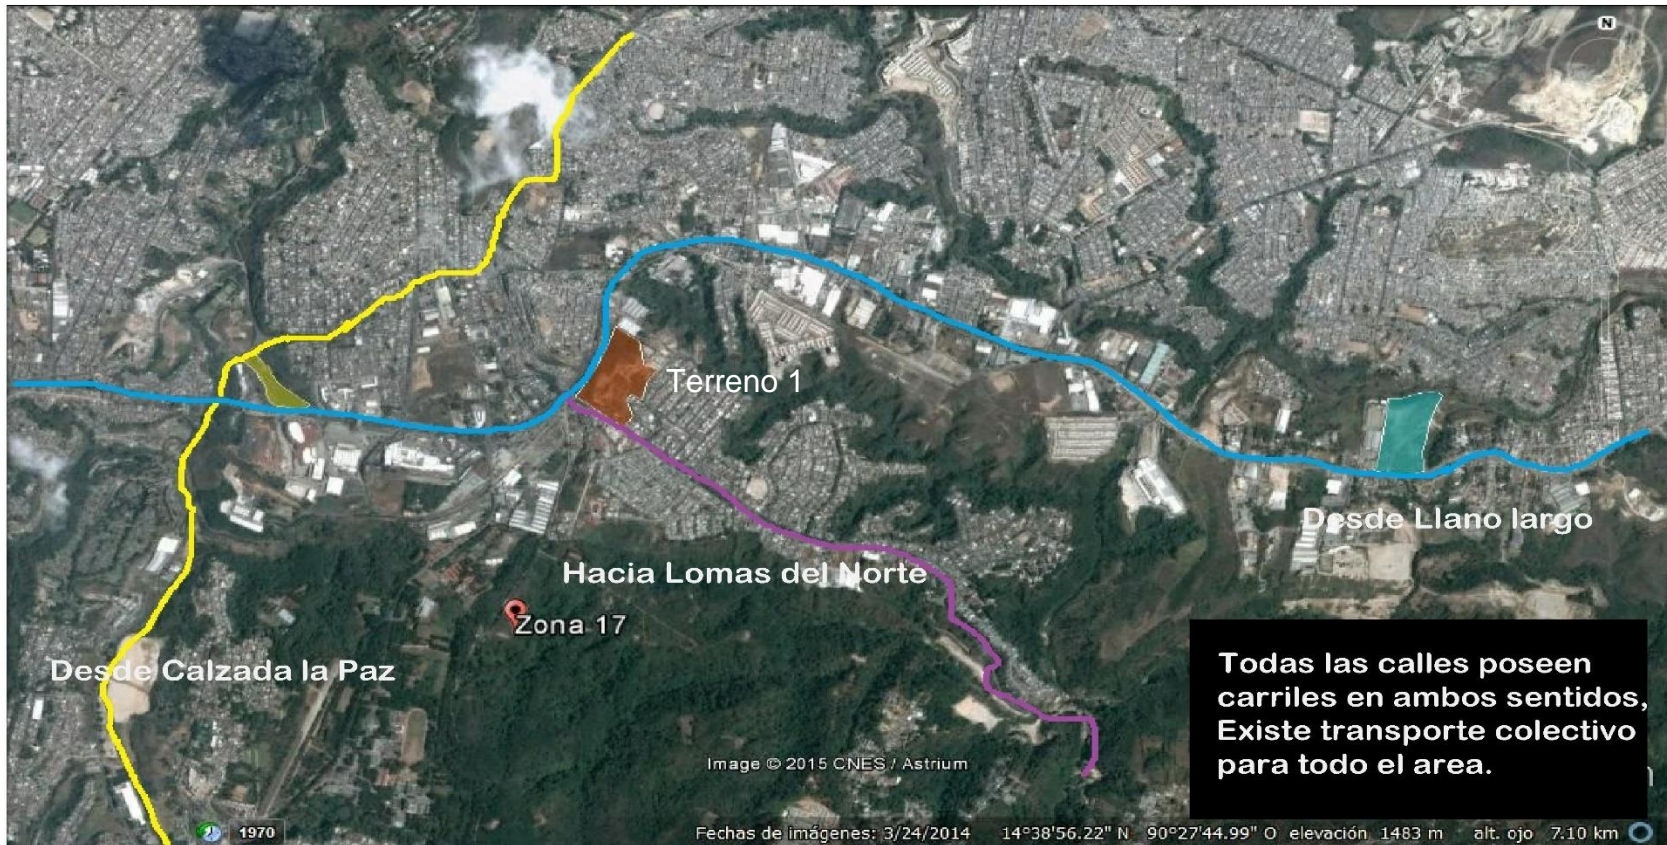 N
Terreno 1
Desde Llano largo
Hacia Lomas del Norte
Zona 17
Desde Calzada la Paz
Todas las calles poseen
carriles en ambos sentidos,
Existe transporte colectivo
para todo el area.
Image © 2015 CNES / Astrium
1970
Fechas de imágenes: 3/24/2014 14°38'56.22" N 90°27'44.99" O elevación 1483 m alt. ojo 7.10 km